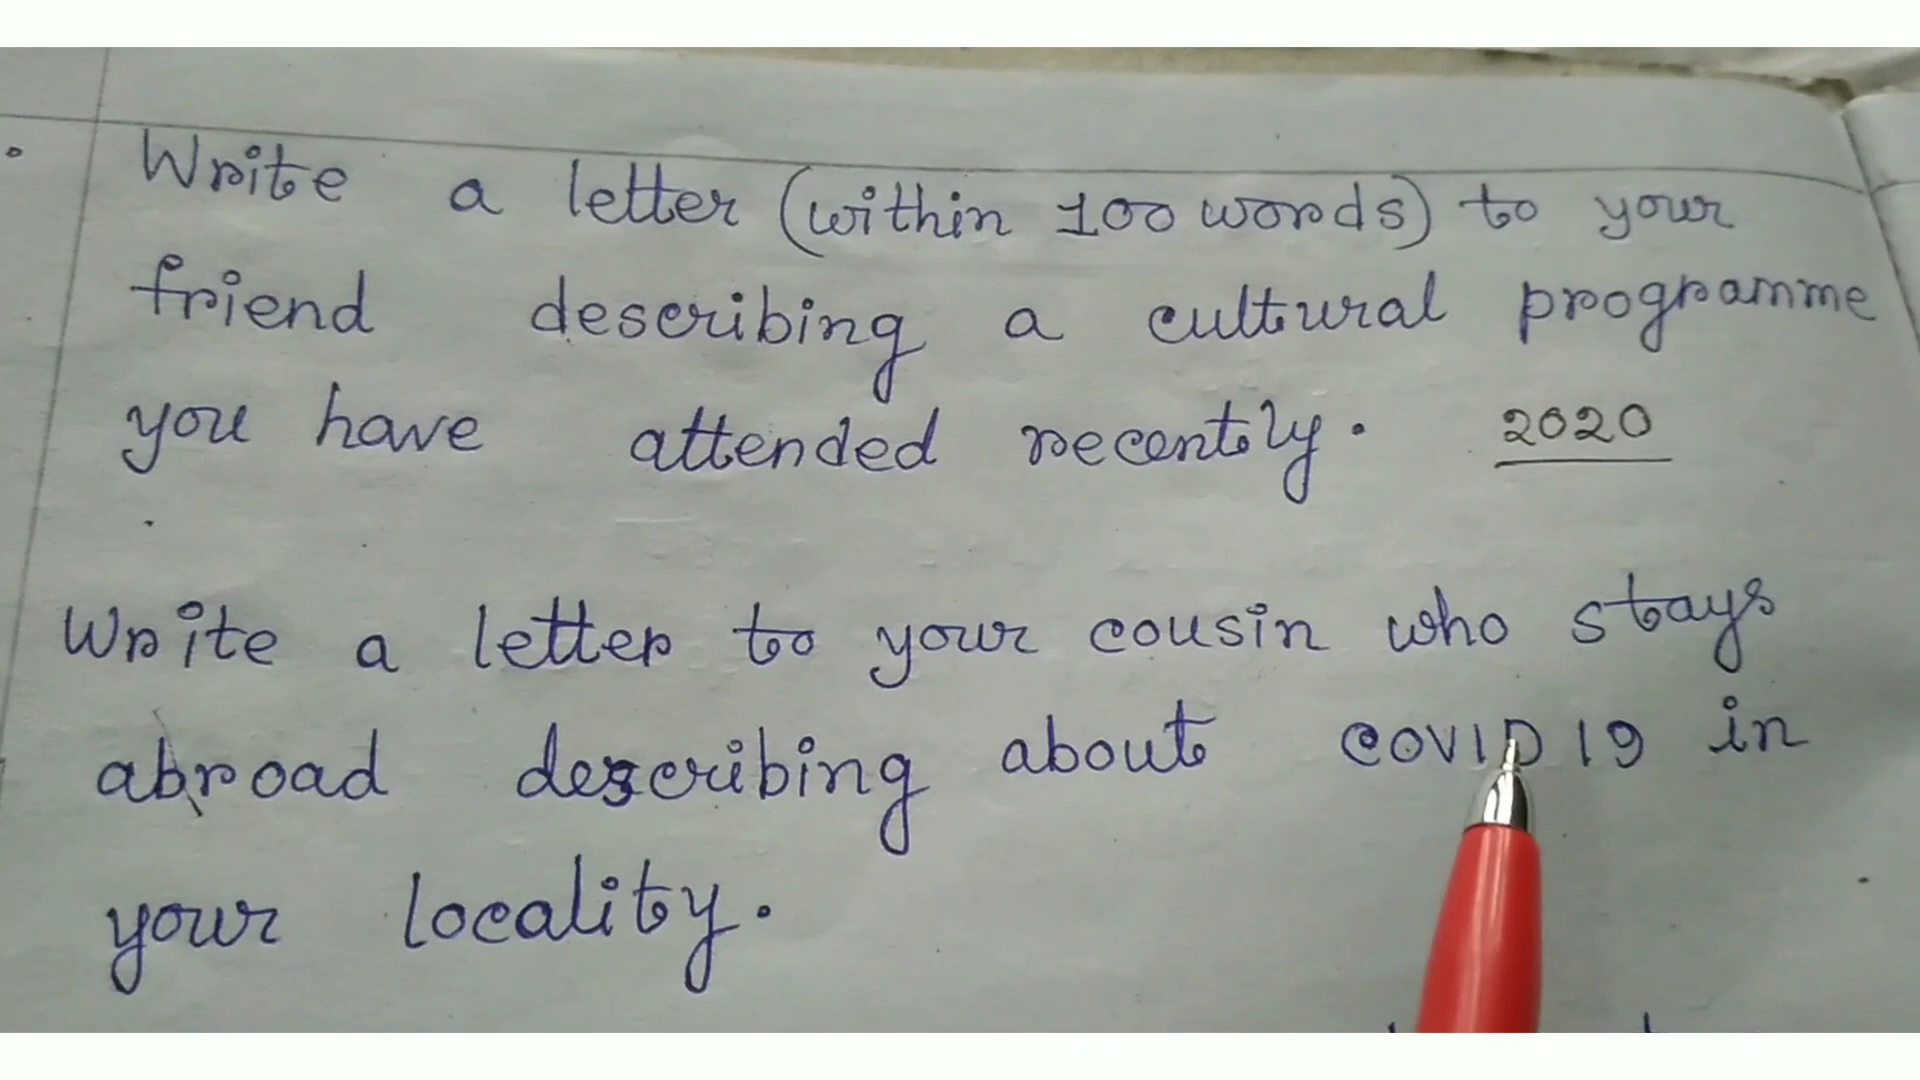 Write a letter (within 100 words) to your
friend describing a cultural programme
you have attended recently. 2020
Write a letter to your cousin who stays
abroad describing about COVID 19 in
your locality.